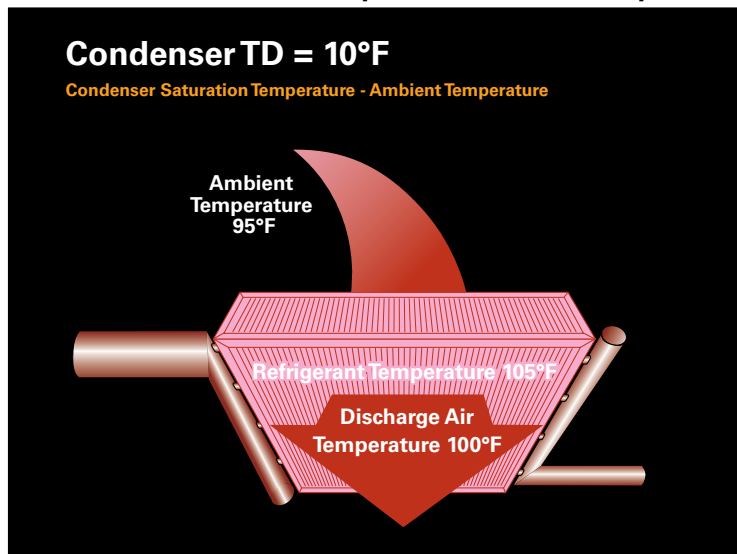 Condenser TD = 10°F
Condenser Saturation Temperature - Ambient Temperature
Ambient
Temperature
95°F
Refrigerant Temperature 105°F
Discharge Air
Temperature 100°F